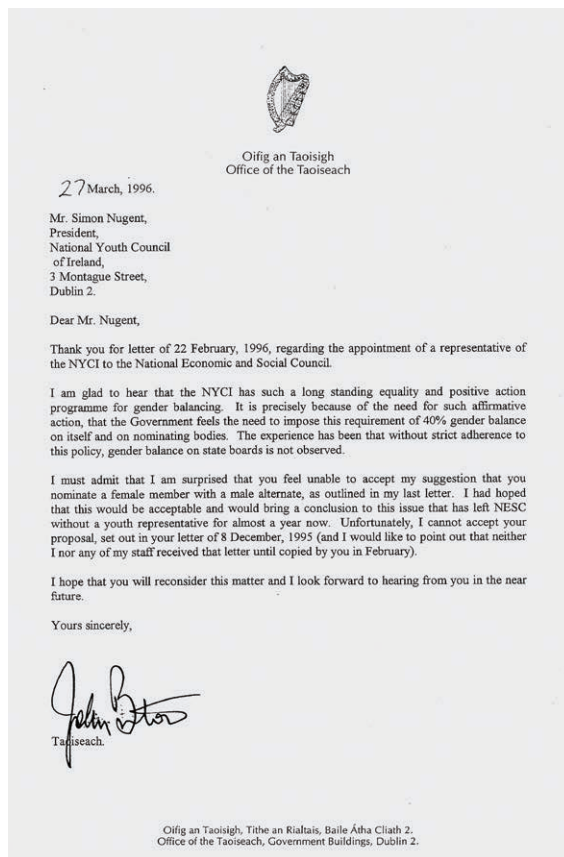 Oifig an Taoisigh
Office of the Taoiseach
27 March, 1996.
Mr. Simon Nugent,
President,
National Youth Council
of Ireland,
3 Montague Street,
Dublin 2.
Dear Mr. Nugent,
Thank you for letter of 22 February, 1996, regarding the appointment of a representative of
the NYCI to the National Economic and Social Council.
I am glad to hear that the NYCI has such a long standing equality and positive action
programme for gender balancing. It is precisely because of the need for such affirmative
action, that the Government feels the need to impose this requirement of 40% gender balance
on itself and on nominating bodies. The experience has been that without strict adherence to
this policy, gender balance on state boards is not observed.
I must admit that I am surprised that you feel unable to accept my suggestion that you
nominate a female member with a male alternate, as outlined in my last letter. I had hoped
that this would be acceptable and would bring a conclusion to this issue that has left NESC
without a youth representative for almost a year now. Unfortunately, I cannot accept your
proposal, set out in your letter of 8 December, 1995 (and I would like to point out that neither
I nor any of my staff received that letter until copied by you in February).
I hope that you will reconsider this matter and I look forward to hearing from you in the near
future.
Yours sincerely,
John Bruton
Taoiseach.
Oifig an Taoisigh, Tithe an Rialtais, Baile Átha Cliath 2.
Office of the Taoiseach, Government Buildings, Dublin 2.